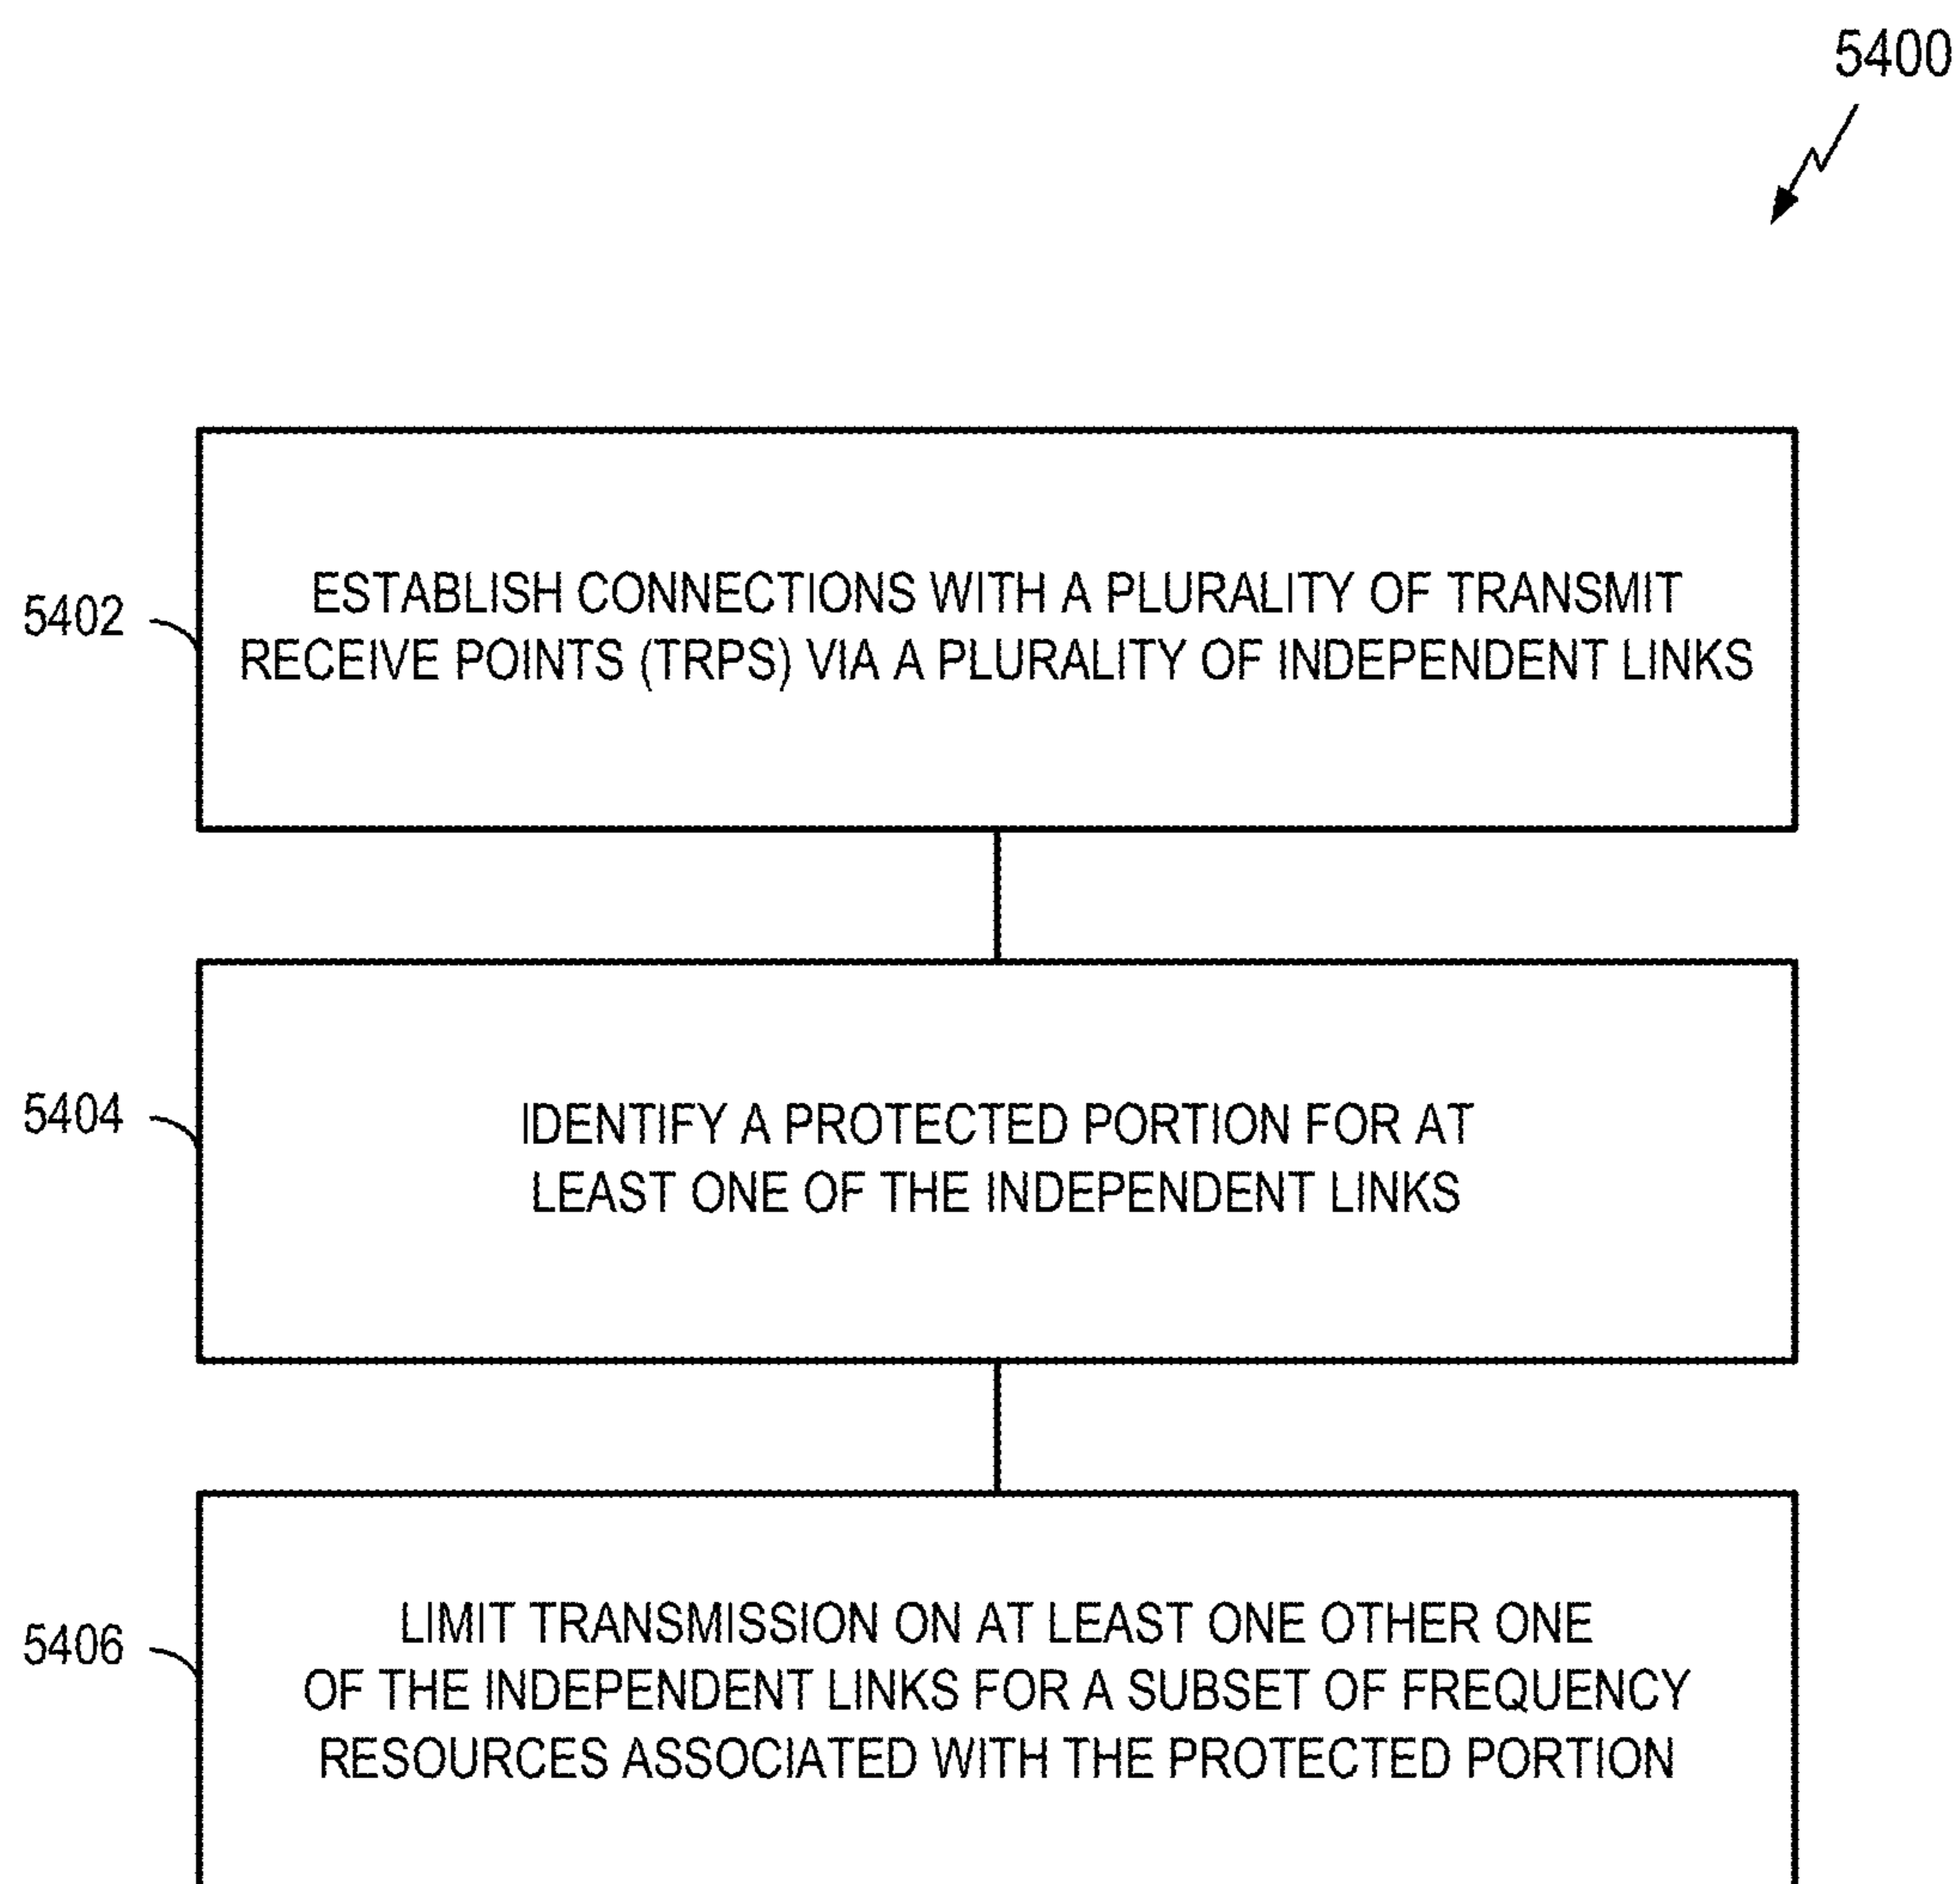 5400
5402
ESTABLISH CONNECTIONS WITH A PLURALITY OF TRANSMIT
RECEIVE POINTS (TRPS) VIA A PLURALITY OF INDEPENDENT LINKS
5404
IDENTIFY A PROTECTED PORTION FOR AT
LEAST ONE OF THE INDEPENDENT LINKS
5406
LIMIT TRANSMISSION ON AT LEAST ONE OTHER ONE
OF THE INDEPENDENT LINKS FOR A SUBSET OF FREQUENCY
RESOURCES ASSOCIATED WITH THE PROTECTED PORTION